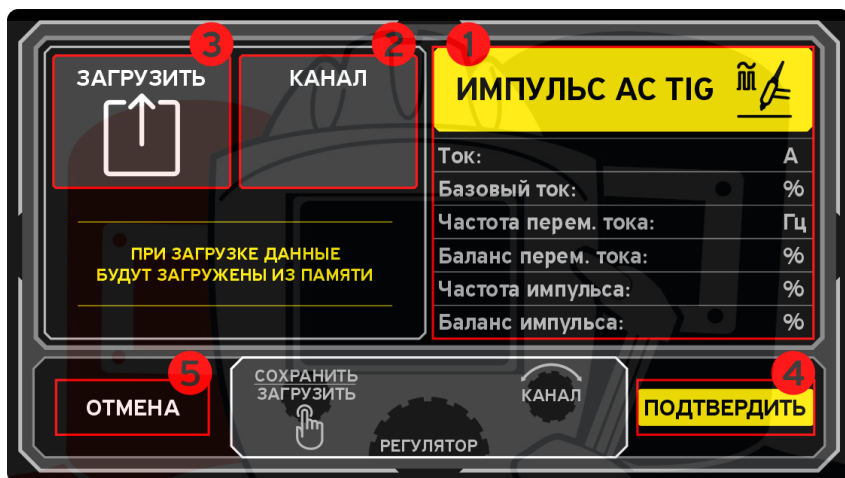 3
2
1
ЗАГРУЗИТЬ
КАНАЛ
ИМПУЛЬС AC TIG
Ток: А
Базовый ток: %
Частота перем. тока: Гц
Баланс перем. тока: %
Частота импульса: %
Баланс импульса: %
ПРИ ЗАГРУЗКЕ ДАННЫЕ
БУДУТ ЗАГРУЖЕНЫ ИЗ ПАМЯТИ
5
ОТМЕНА
СОХРАНИТЬ
ЗАГРУЗИТЬ
РЕГУЛЯТОР
КАНАЛ
4
ПОДТВЕРДИТЬ